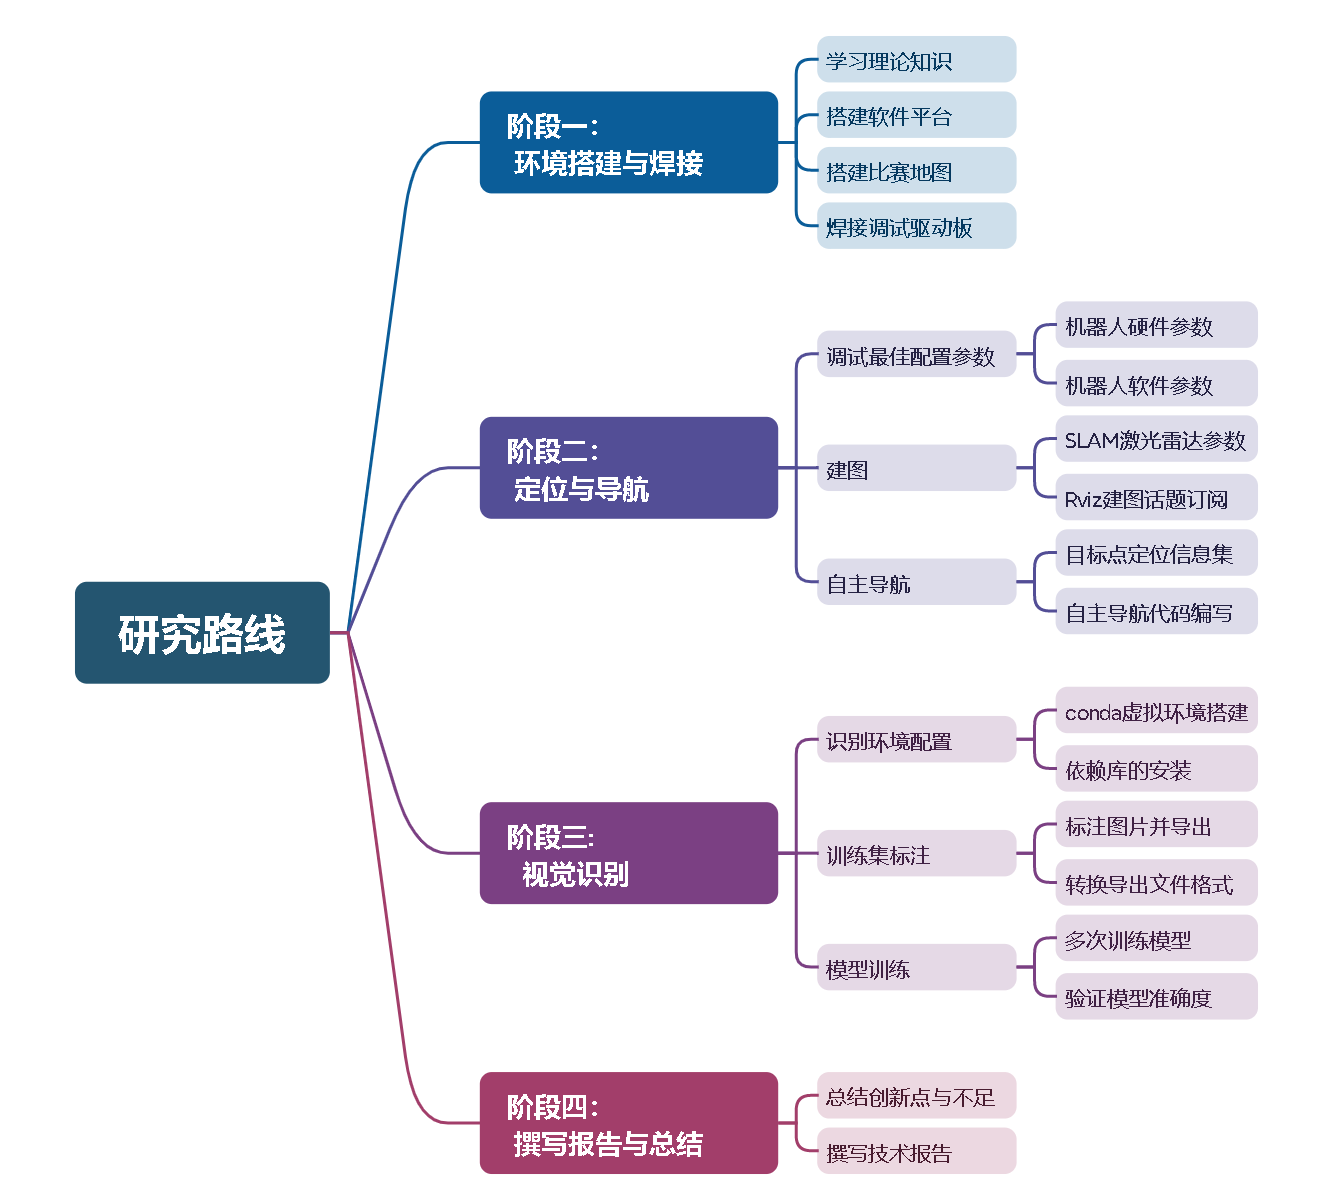 研究路线
阶段一：
环境搭建与焊接
学习理论知识
搭建软件平台
搭建比赛地图
焊接调试驱动板
阶段二：
定位与导航
调试最佳配置参数
机器人硬件参数
机器人软件参数
建图
SLAM激光雷达参数
Rviz建图话题订阅
自主导航
目标点定位信息集
自主导航代码编写
阶段三:
视觉识别
识别环境配置
conda虚拟环境搭建
依赖库的安装
训练集标注
标注图片并导出
转换导出文件格式
模型训练
多次训练模型
验证模型准确度
阶段四：
撰写报告与总结
总结创新点与不足
撰写技术报告